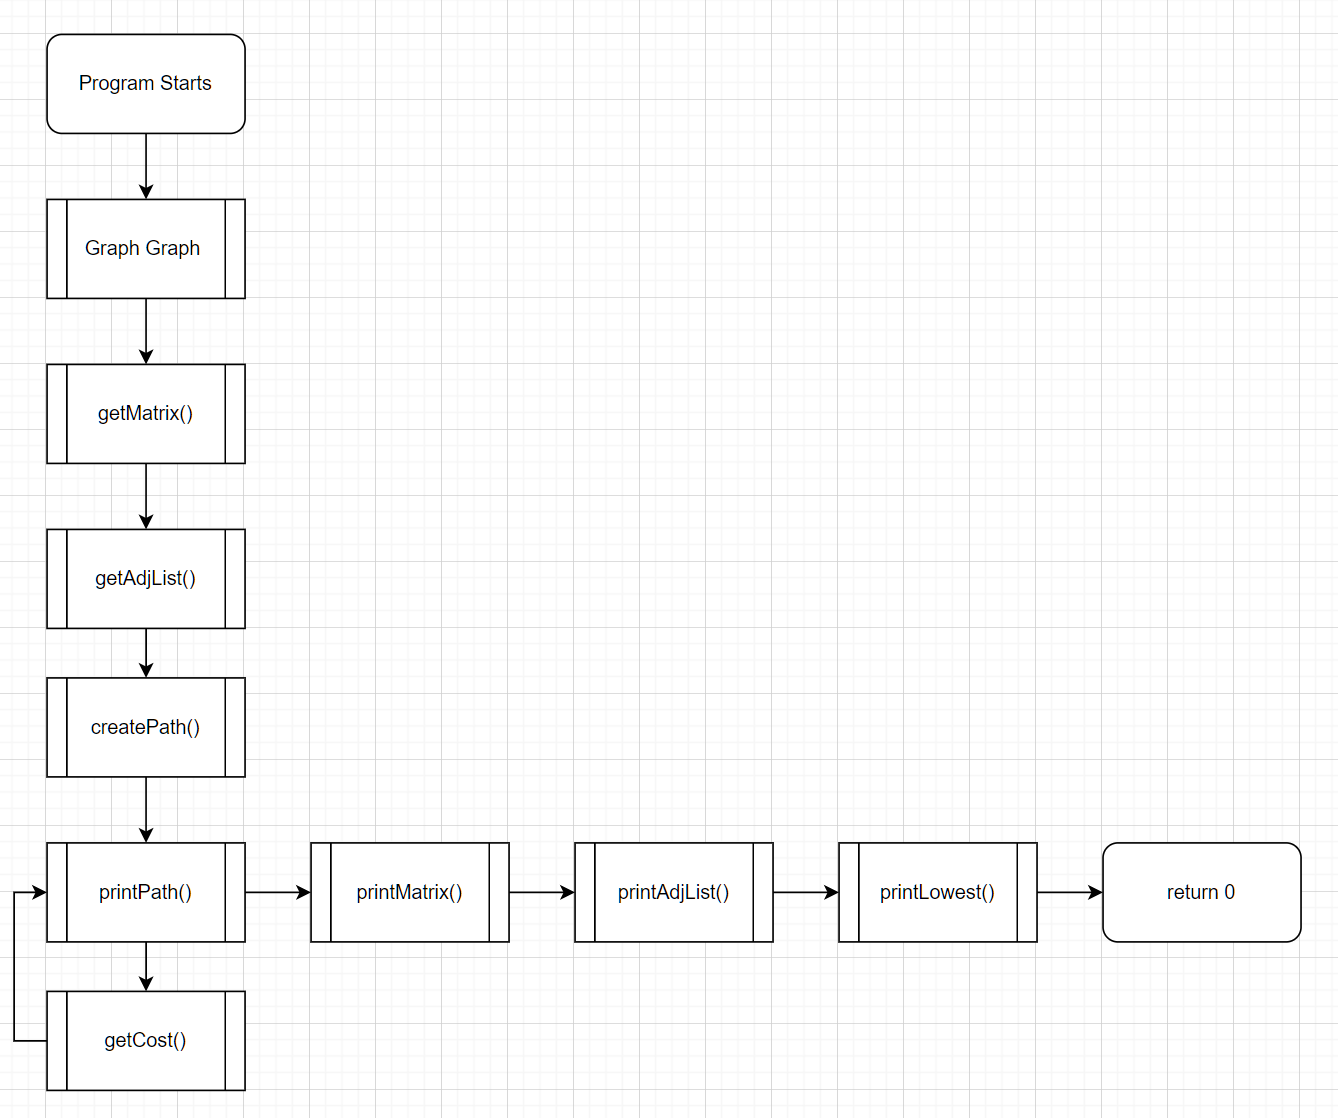 Program Starts
Graph Graph
getMatrix()
getAdjList()
createPath()
printPath()
printMatrix()
printAdjList()
printLowest()
return 0
getCost()